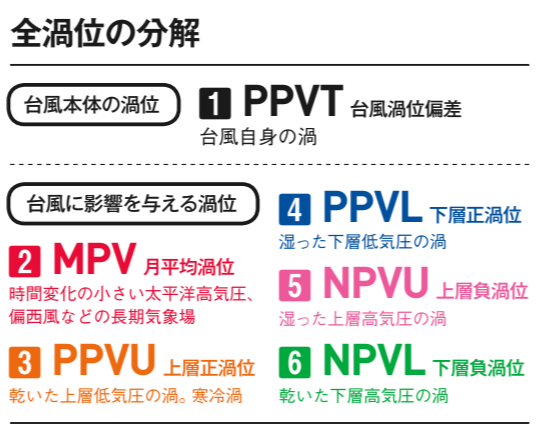 全渦位の分解
台風本体の渦位
1 PPVT 台風渦位偏差
台風自身の渦
台風に影響を与える渦位
2 MPV 月平均渦位
時間変化の小さい太平洋高気圧、
偏西風などの長期気象場
3 PPVU 上層正渦位
乾いた上層低気圧の渦。寒冷渦
4 PPVL 下層正渦位
湿った下層低気圧の渦
5 NPVU 上層負渦位
湿った上層高気圧の渦
6 NPVL 下層負渦位
乾いた下層高気圧の渦